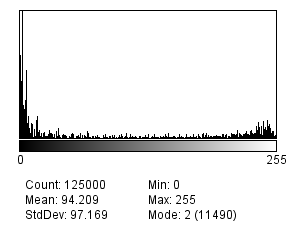 0 255
Count: 125000 Min: 0
Mean: 94.209 Max: 255
StdDev: 97.169 Mode: 2 (11490)